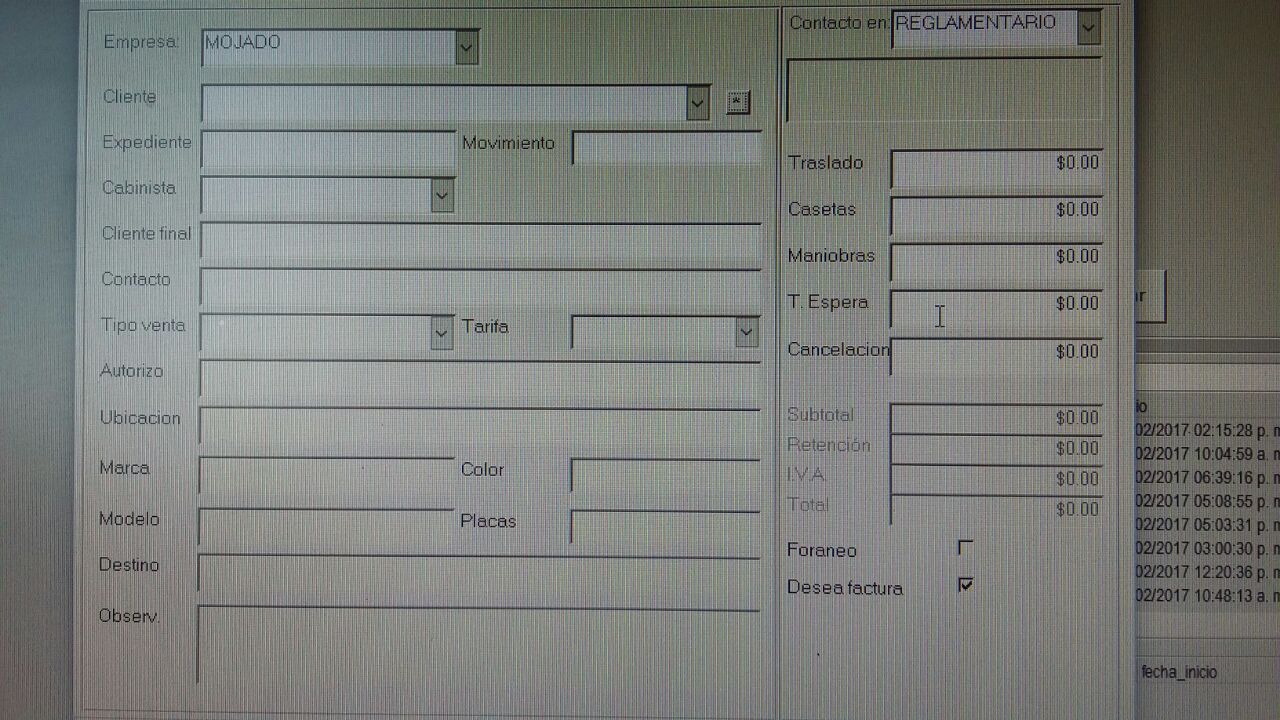 Empresa: MOJADO
Cliente *
Expediente Movimiento
Cabinista
Cliente final
Contacto
Tipo venta Tarifa
Autorizo
Ubicacion
Marca Color
Modelo Placas
Destino
Observ.
Contacto en: REGLAMENTARIO
Traslado $0.00
Casetas $0.00
Maniobras $0.00
T. Espera $0.00
Cancelacion $0.00
Subtotal $0.00
Retención $0.00
I.V.A. $0.00
Total $0.00
Foraneo
Desea factura
ar
io
02/2017 02:15:28 p. m
02/2017 10:04:59 a. m
02/2017 06:39:16 p. m
02/2017 05:08:55 p. m
02/2017 05:03:31 p. m
02/2017 03:00:30 p. m
02/2017 12:20:36 p. m
02/2017 10:48:13 a. m
fecha_inicio